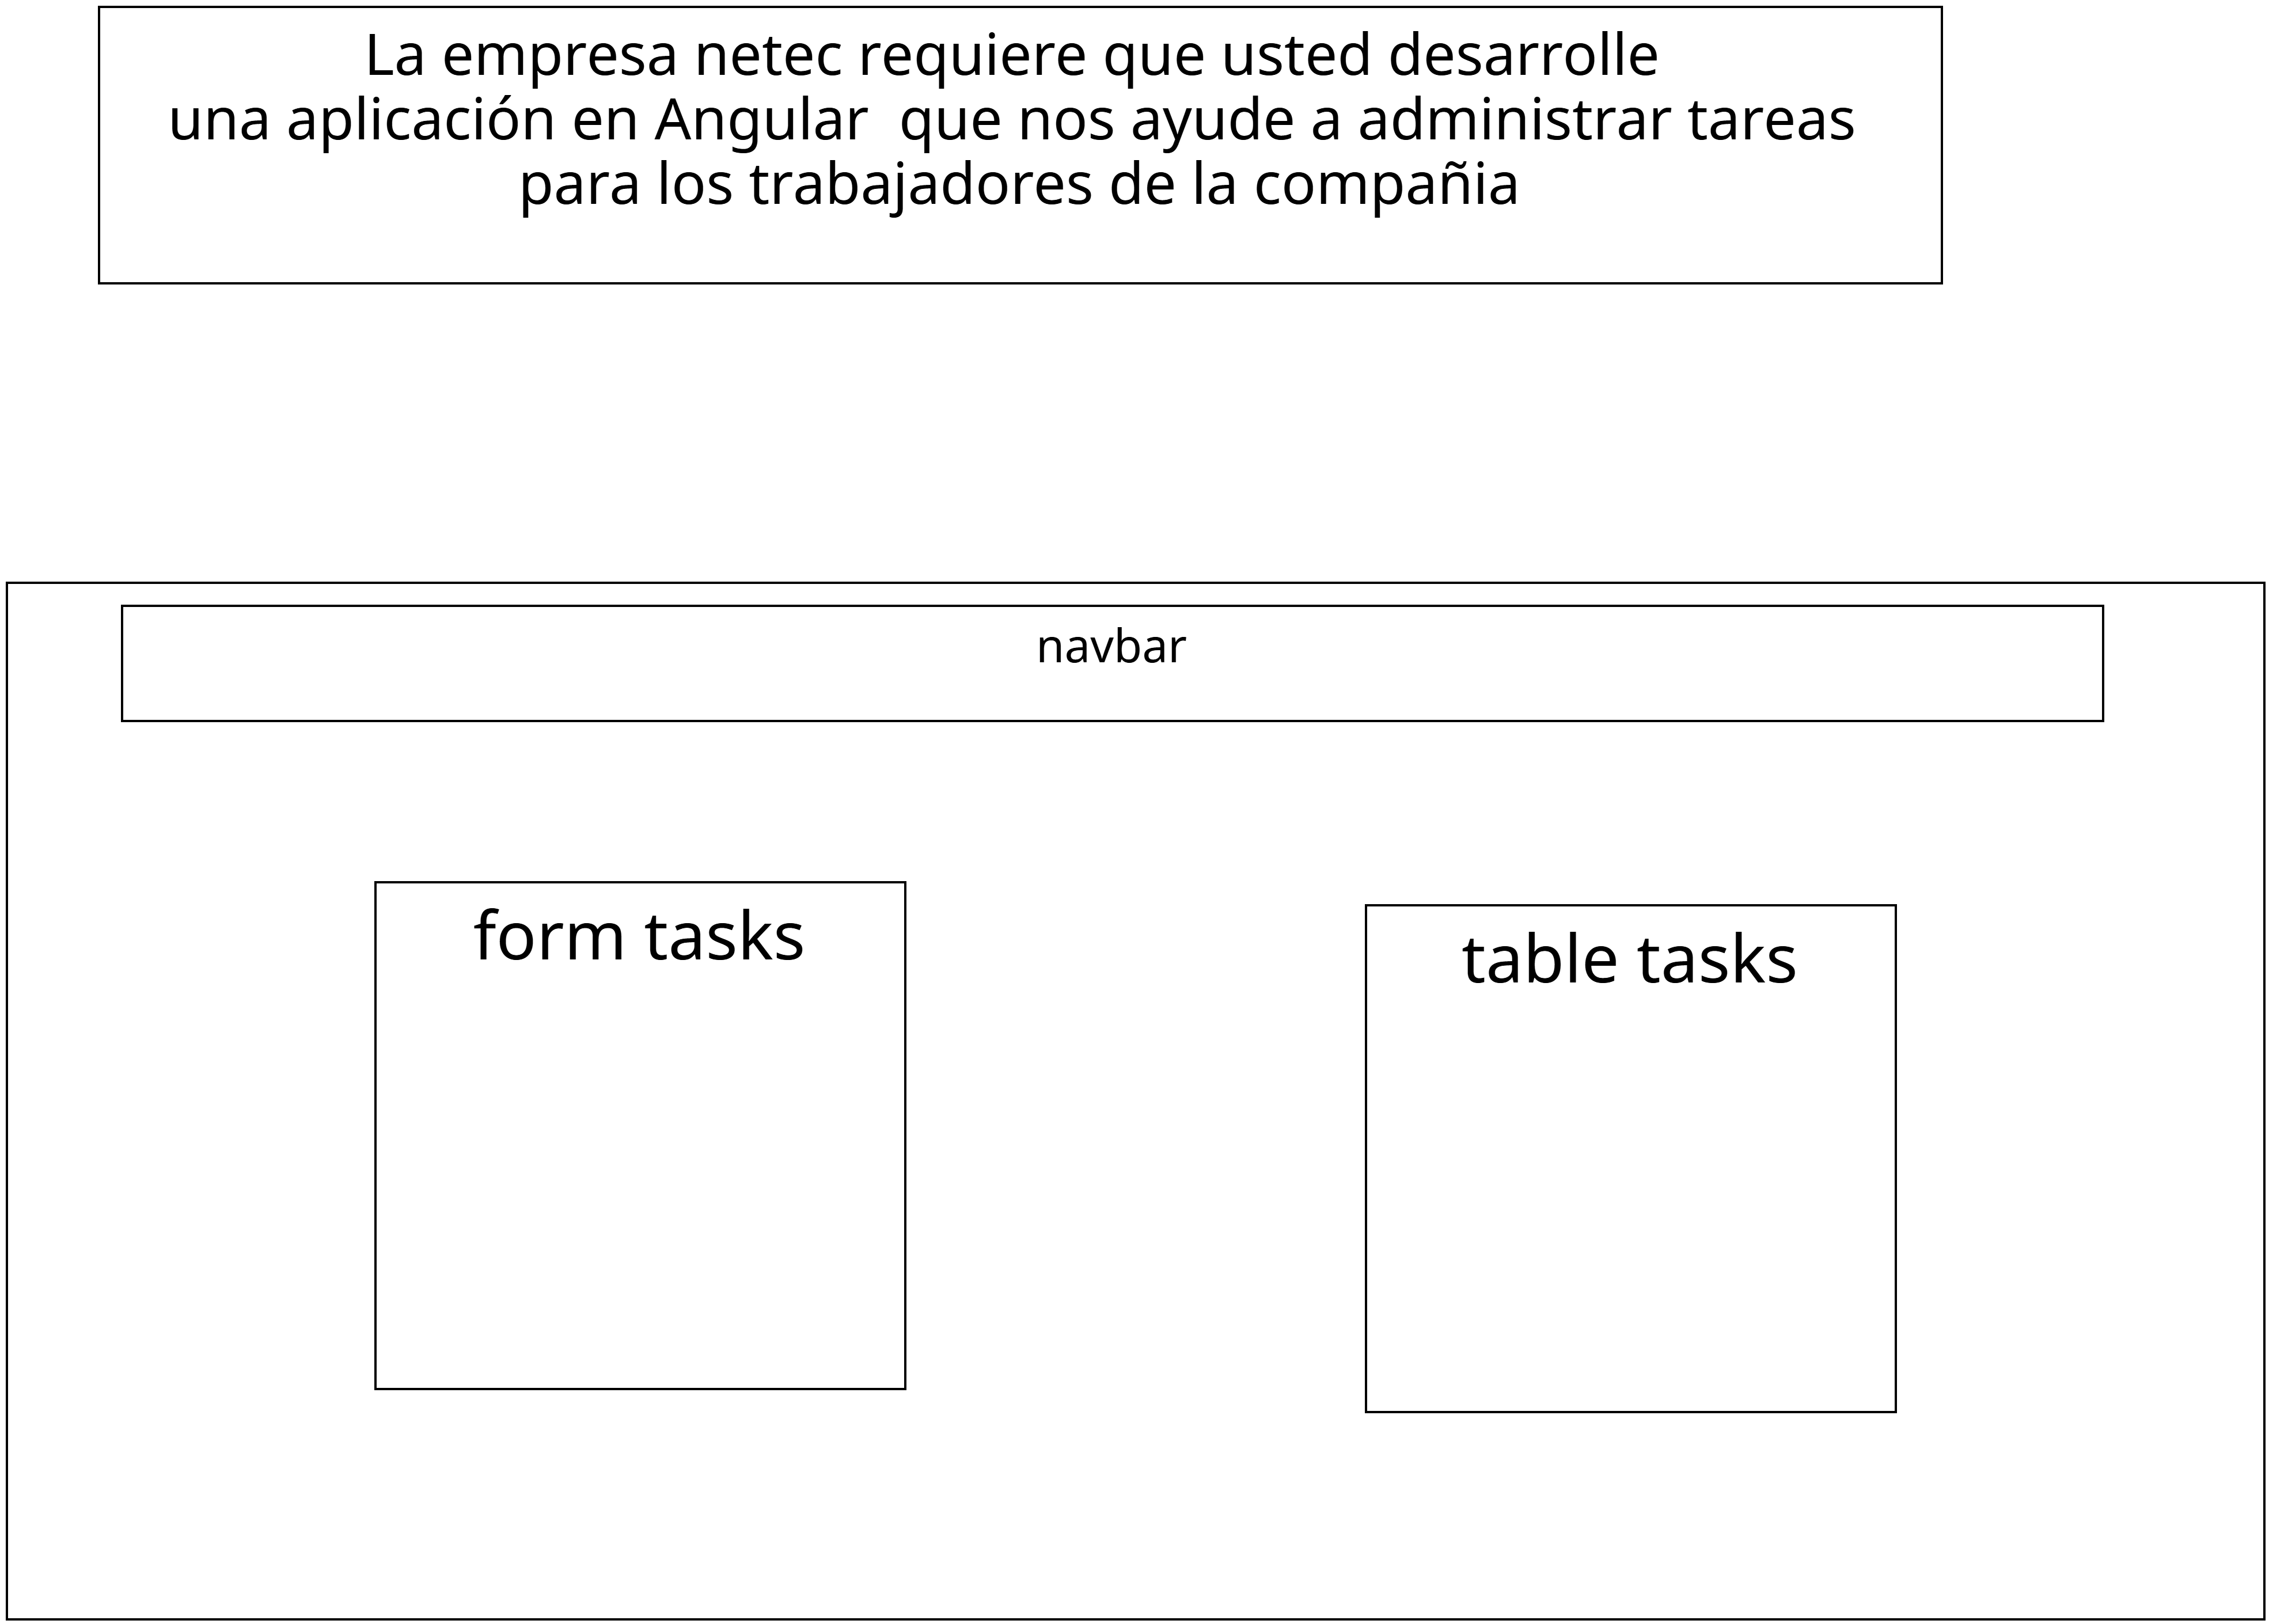 La empresa netec requiere que usted desarrolle
una aplicación en Angular  que nos ayude a administrar tareas
para los trabajadores de la compañia
navbar
form tasks
table tasks